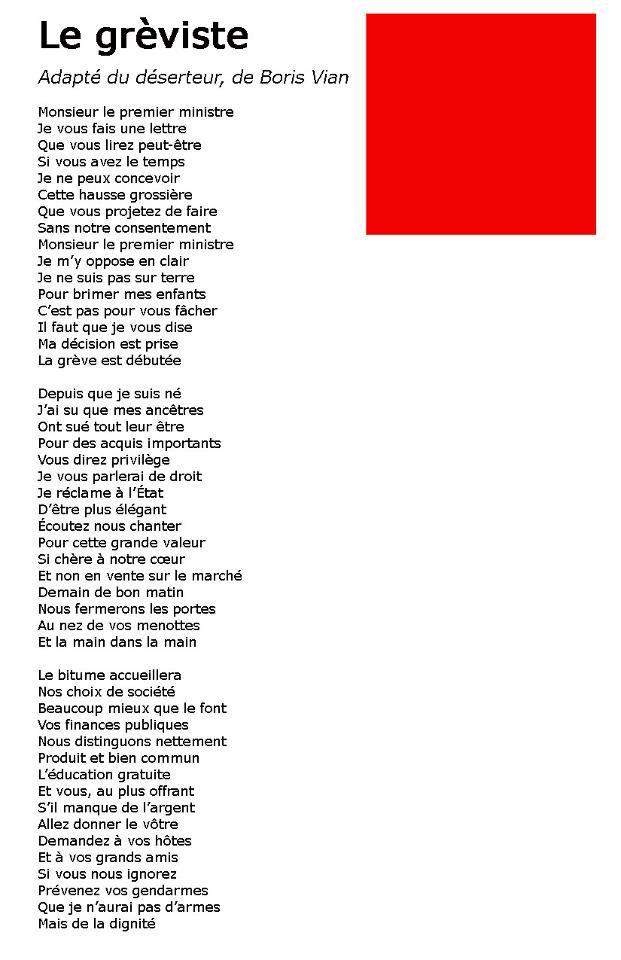 Le grèviste
Adapté du déserteur, de Boris Vian
Monsieur le premier ministre
Je vous fais une lettre
Que vous lirez peut-être
Si vous avez le temps
Je ne peux concevoir
Cette hausse grossière
Que vous projetez de faire
Sans notre consentement
Monsieur le premier ministre
Je m'y oppose en clair
Je ne suis pas sur terre
Pour brimer mes enfants
C'est pas pour vous fâcher
Il faut que je vous dise
Ma décision est prise
La grève est débutée

Depuis que je suis né
J'ai su que mes ancêtres
Ont sué tout leur être
Pour des acquis importants
Vous direz privilège
Je vous parlerai de droit
Je réclame à l'État
D'être plus élégant
Écoutez nous chanter
Pour cette grande valeur
Si chère à notre cœur
Et non en vente sur le marché
Demain de bon matin
Nous fermerons les portes
Au nez de vos menottes
Et la main dans la main

Le bitume accueillera
Nos choix de société
Beaucoup mieux que le font
Vos finances publiques
Nous distinguons nettement
Produit et bien commun
L'éducation gratuite
Et vous, au plus offrant
S'il manque de l'argent
Allez donner le vôtre
Demandez à vos hôtes
Et à vos grands amis
Si vous nous ignorez
Prévenez vos gendarmes
Que je n'aurai pas d'armes
Mais de la dignité